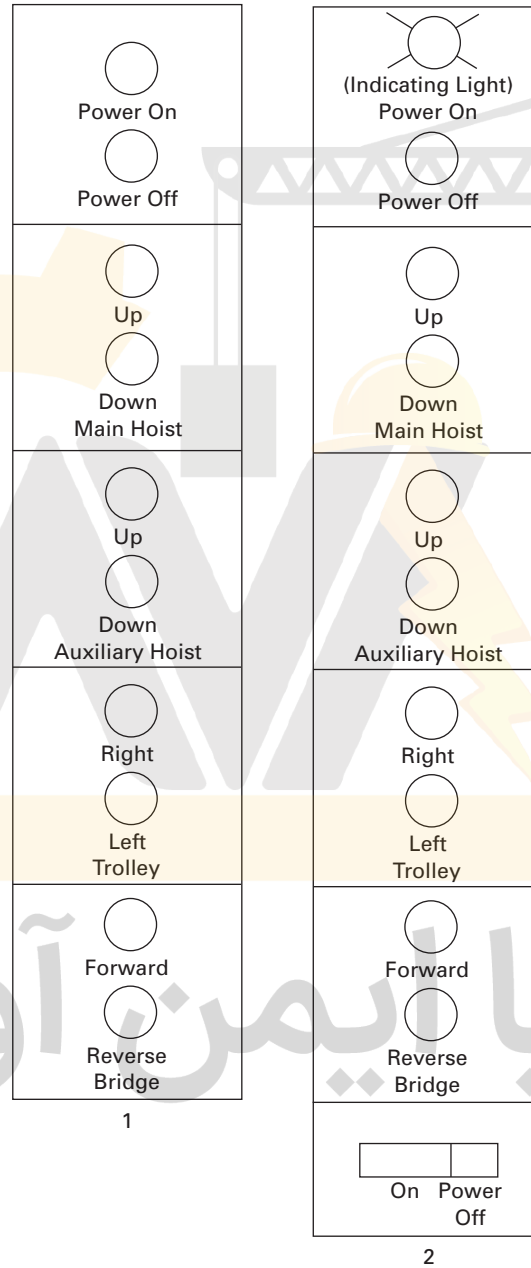 Power On
Power Off
Up
Down
Main Hoist
Up
Down
Auxiliary Hoist
Right
Left
Trolley
Forward
Reverse
Bridge
1
(Indicating Light)
Power On
Power Off
Up
Down
Main Hoist
Up
Down
Auxiliary Hoist
Right
Left
Trolley
Forward
Reverse
Bridge
On Power
Off
2
ا ایمن آو